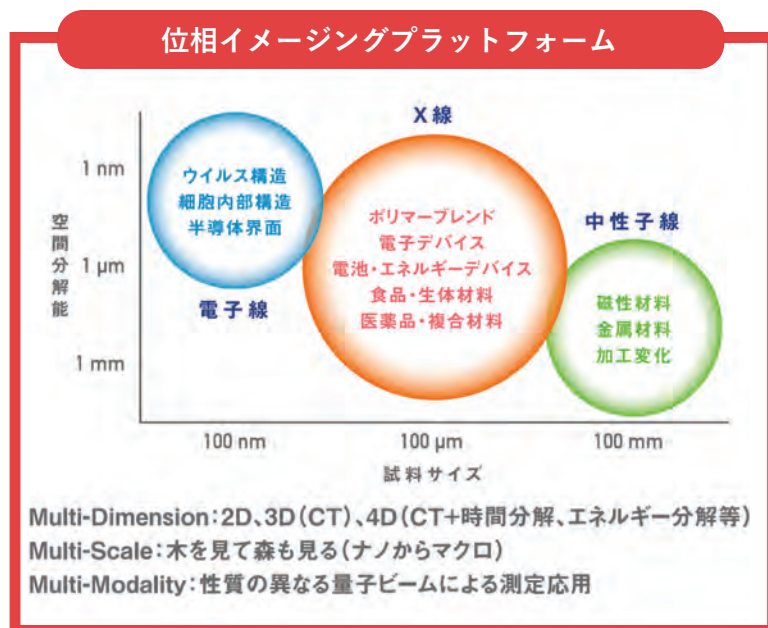 位相イメージングプラットフォーム
X線
1 nm
ウイルス構造
細胞内部構造
半導体界面
ポリマーブレンド
電子デバイス
電池・エネルギーデバイス
食品・生体材料
医薬品・複合材料
中性子線
空間分解能
1 µm
電子線
磁性材料
金属材料
加工変化
1 mm
100 nm
100 µm
100 mm
試料サイズ
Multi-Dimension：2D、3D（CT）、4D（CT+時間分解、エネルギー分解等）
Multi-Scale：木を見て森も見る（ナノからマクロ）
Multi-Modality：性質の異なる量子ビームによる測定応用